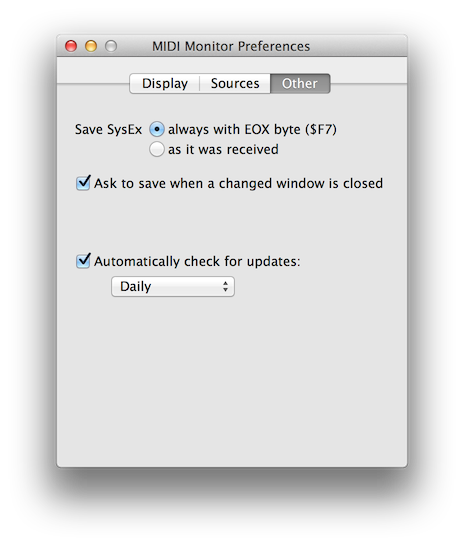 MIDI Monitor Preferences
Display Sources Other
Save SysEx always with EOX byte ($F7)
as it was received
Ask to save when a changed window is closed
Automatically check for updates:
Daily